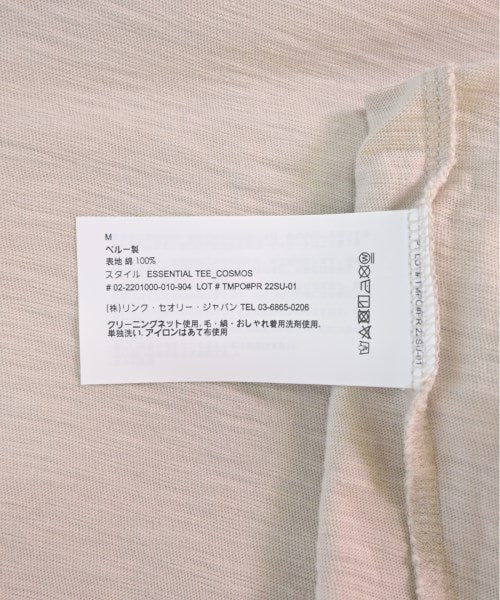 M
ペルー製
表地 綿 100%
スタイル ESSENTIAL TEE_COSMOS
# 02-2201000-010-904 LOT # TMPO#PR 22SU-01
(株)リンク・セオリー・ジャパン TEL 03-6865-0206
クリーニングネット使用, 毛・絹・おしゃれ着用洗剤使用,
単独洗い, アイロンはあて布使用